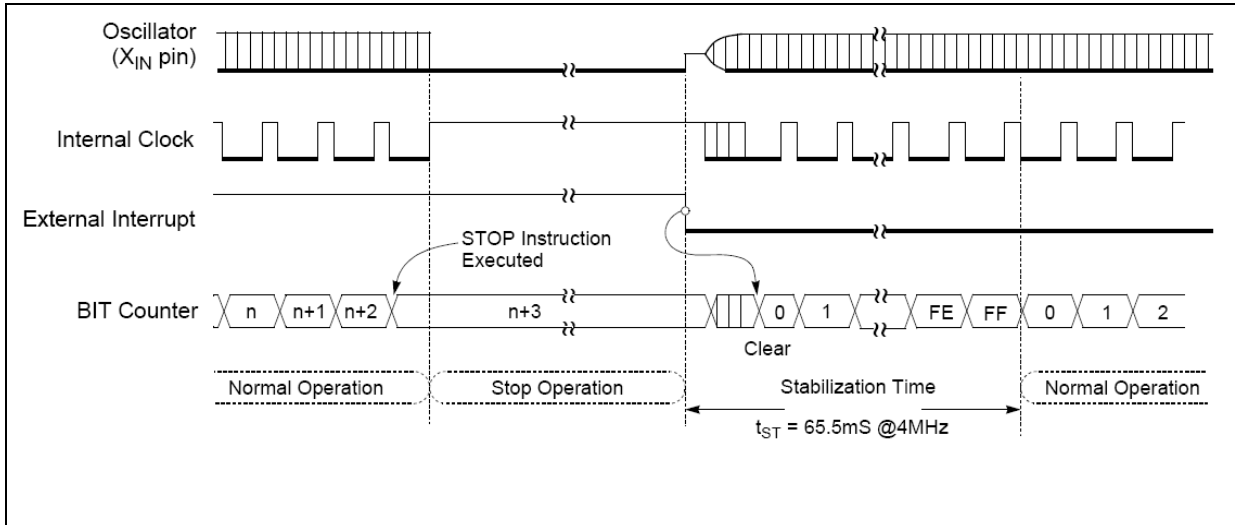 Oscillator
(XIN pin)
Internal Clock
External Interrupt
STOP Instruction
Executed
BIT Counter
n n+1 n+2 n+3 0 1 FE FF 0 1 2
Clear
Normal Operation Stop Operation Stabilization Time Normal Operation
tST = 65.5mS @4MHz